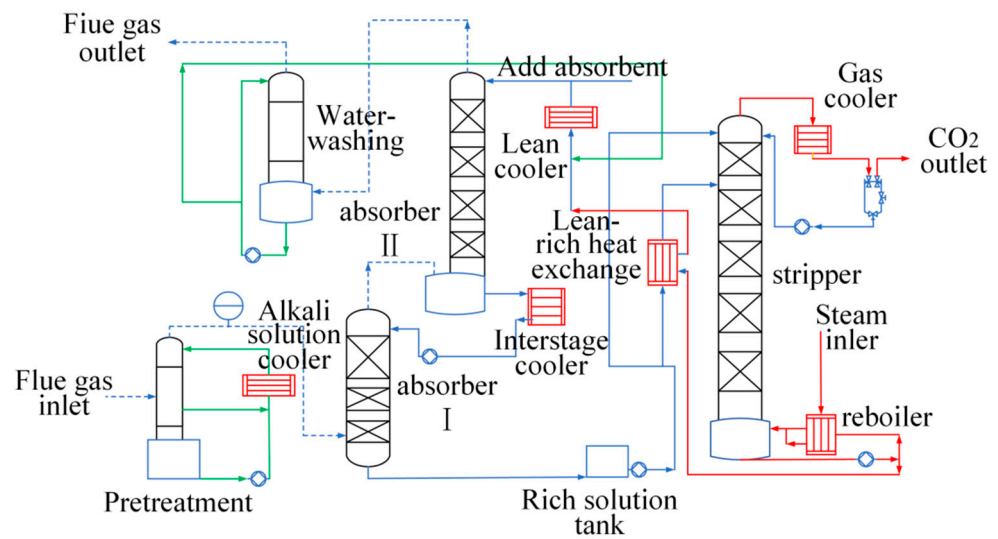 Fiue gas
outlet
Water-
washing
Add absorbent
Gas
cooler
CO2
outlet
Lean
cooler
absorber
II
Lean-
rich heat
exchange
stripper
Alkali
solution
cooler
Interstage
cooler
Steam
inler
Flue gas
inlet
absorber
I
reboiler
Pretreatment
Rich solution
tank